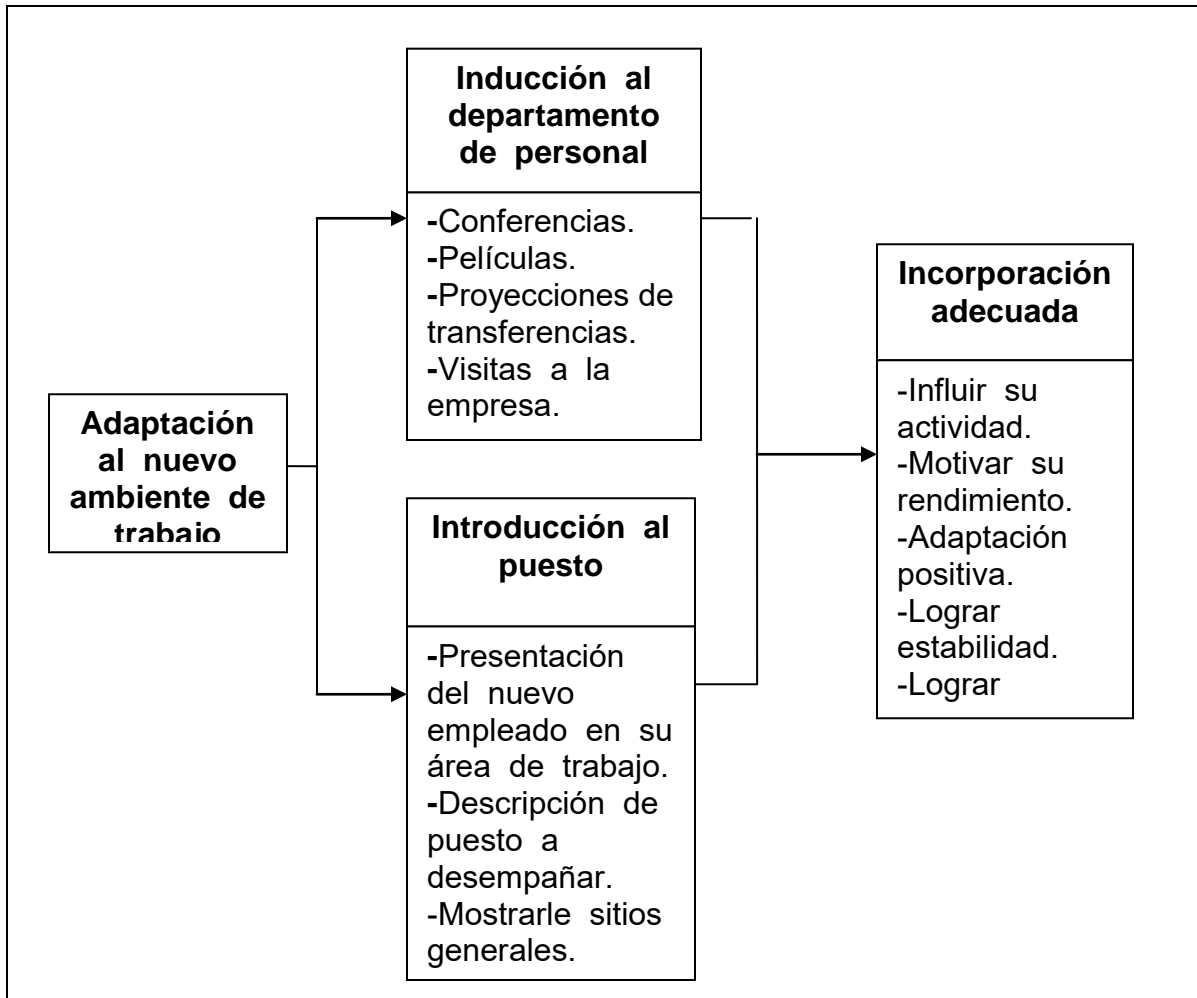 Inducción al
departamento
de personal
-Conferencias.
-Películas.
-Proyecciones de
transferencias.
-Visitas a la
empresa.
Adaptación
al nuevo
ambiente de
trabajo
Introducción al
puesto
-Presentación
del nuevo
empleado en su
área de trabajo.
-Descripción de
puesto a
desempañar.
-Mostrarle sitios
generales.
Incorporación
adecuada
-Influir su
actividad.
-Motivar su
rendimiento.
-Adaptación
positiva.
-Lograr
estabilidad.
-Lograr